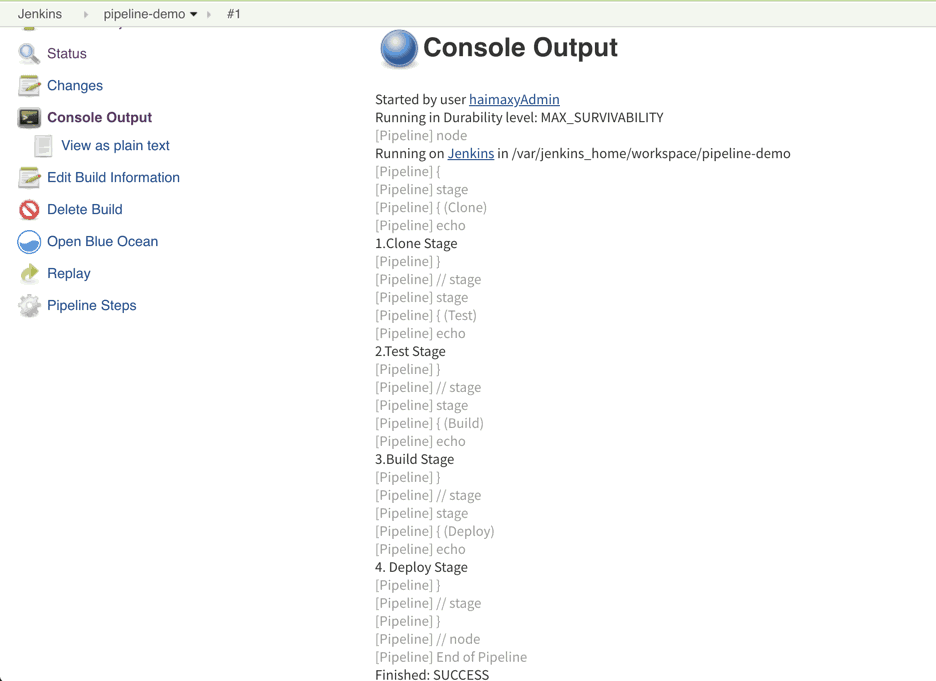 Jenkins pipeline-demo #1
Status
Changes
Console Output
View as plain text
Edit Build Information
Delete Build
Open Blue Ocean
Replay
Pipeline Steps
Console Output
Started by user haimaxyAdmin
Running in Durability level: MAX_SURVIVABILITY
[Pipeline] node
Running on Jenkins in /var/jenkins_home/workspace/pipeline-demo
[Pipeline] {
[Pipeline] stage
[Pipeline] { (Clone)
[Pipeline] echo
1.Clone Stage
[Pipeline] }
[Pipeline] // stage
[Pipeline] stage
[Pipeline] { (Test)
[Pipeline] echo
2.Test Stage
[Pipeline] }
[Pipeline] // stage
[Pipeline] stage
[Pipeline] { (Build)
[Pipeline] echo
3.Build Stage
[Pipeline] }
[Pipeline] // stage
[Pipeline] stage
[Pipeline] { (Deploy)
[Pipeline] echo
4. Deploy Stage
[Pipeline] }
[Pipeline] // stage
[Pipeline] }
[Pipeline] // node
[Pipeline] End of Pipeline
Finished: SUCCESS